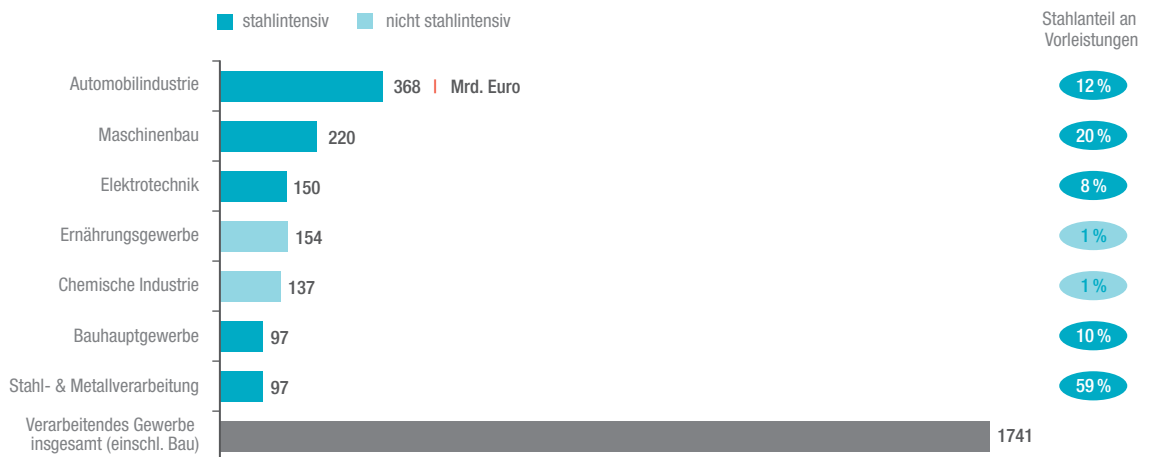 stahlintensiv nicht stahlintensiv
Stahlanteil an
Vorleistungen
Automobilindustrie 368 | Mrd. Euro 12 %
Maschinenbau 220 20 %
Elektrotechnik 150 8 %
Ernährungsgewerbe 154 1 %
Chemische Industrie 137 1 %
Bauhauptgewerbe 97 10 %
Stahl- & Metallverarbeitung 97 59 %
Verarbeitendes Gewerbe
insgesamt (einschl. Bau) 1741